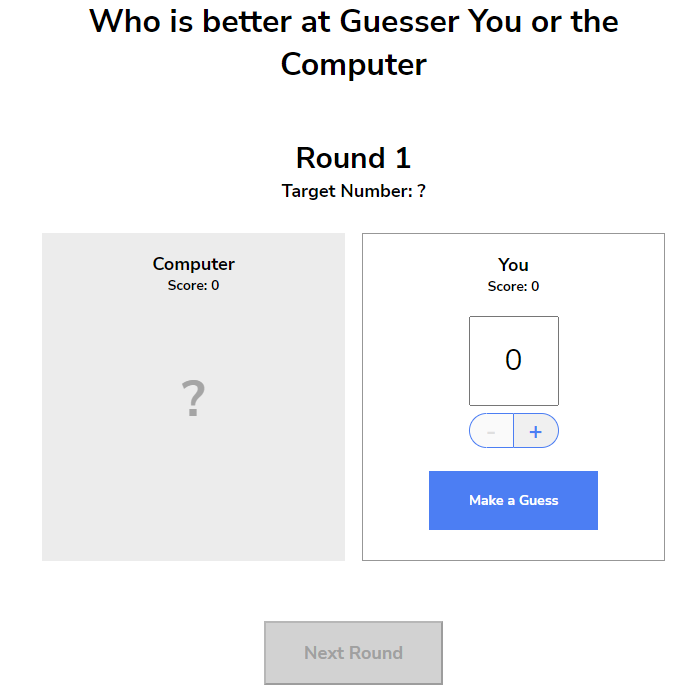 Who is better at Guesser You or the
Computer
Round 1
Target Number: ?
Computer
Score: 0
?
You
Score: 0
0
- +
Make a Guess
Next Round